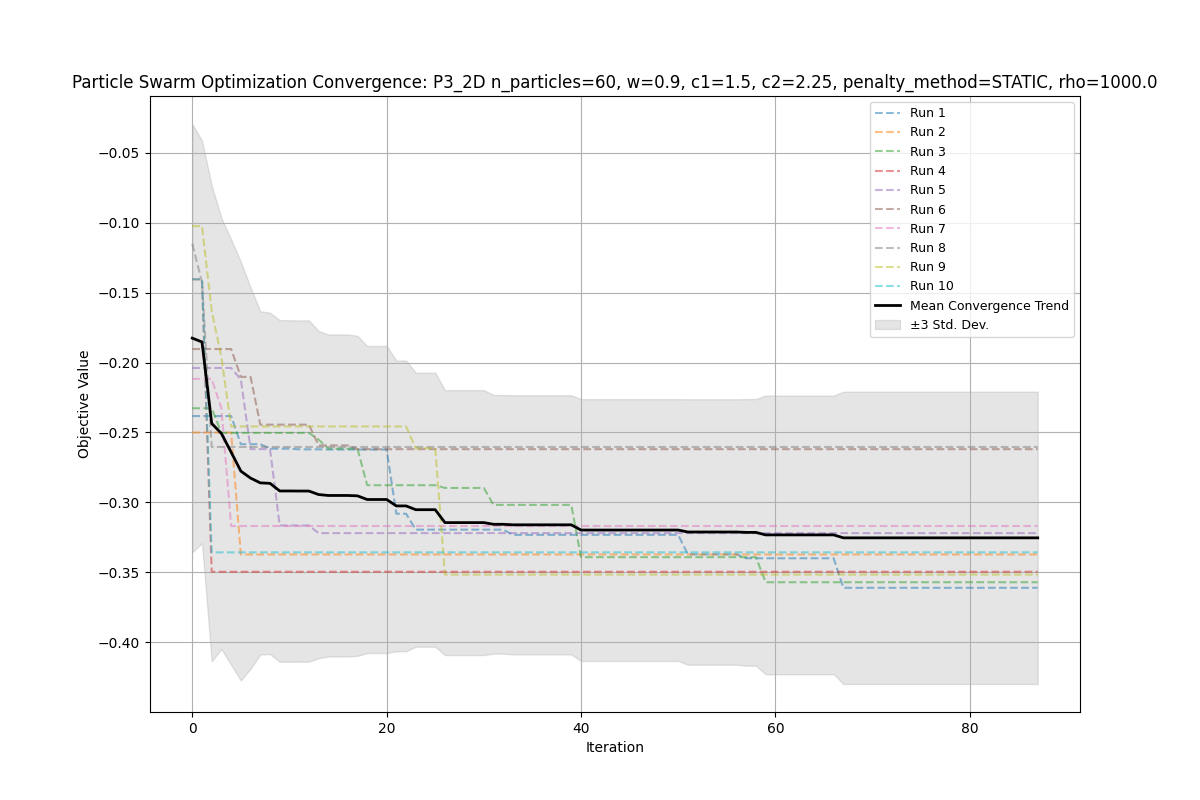 Particle Swarm Optimization Convergence: P3_2D n_particles=60, w=0.9, c1=1.5, c2=2.25, penalty_method=STATIC, rho=1000.0
Run 1
Run 2
Run 3
Run 4
Run 5
Run 6
Run 7
Run 8
Run 9
Run 10
Mean Convergence Trend
±3 Std. Dev.
Objective Value
−0.05
−0.10
−0.15
−0.20
−0.25
−0.30
−0.35
−0.40
0 20 40 60 80
Iteration